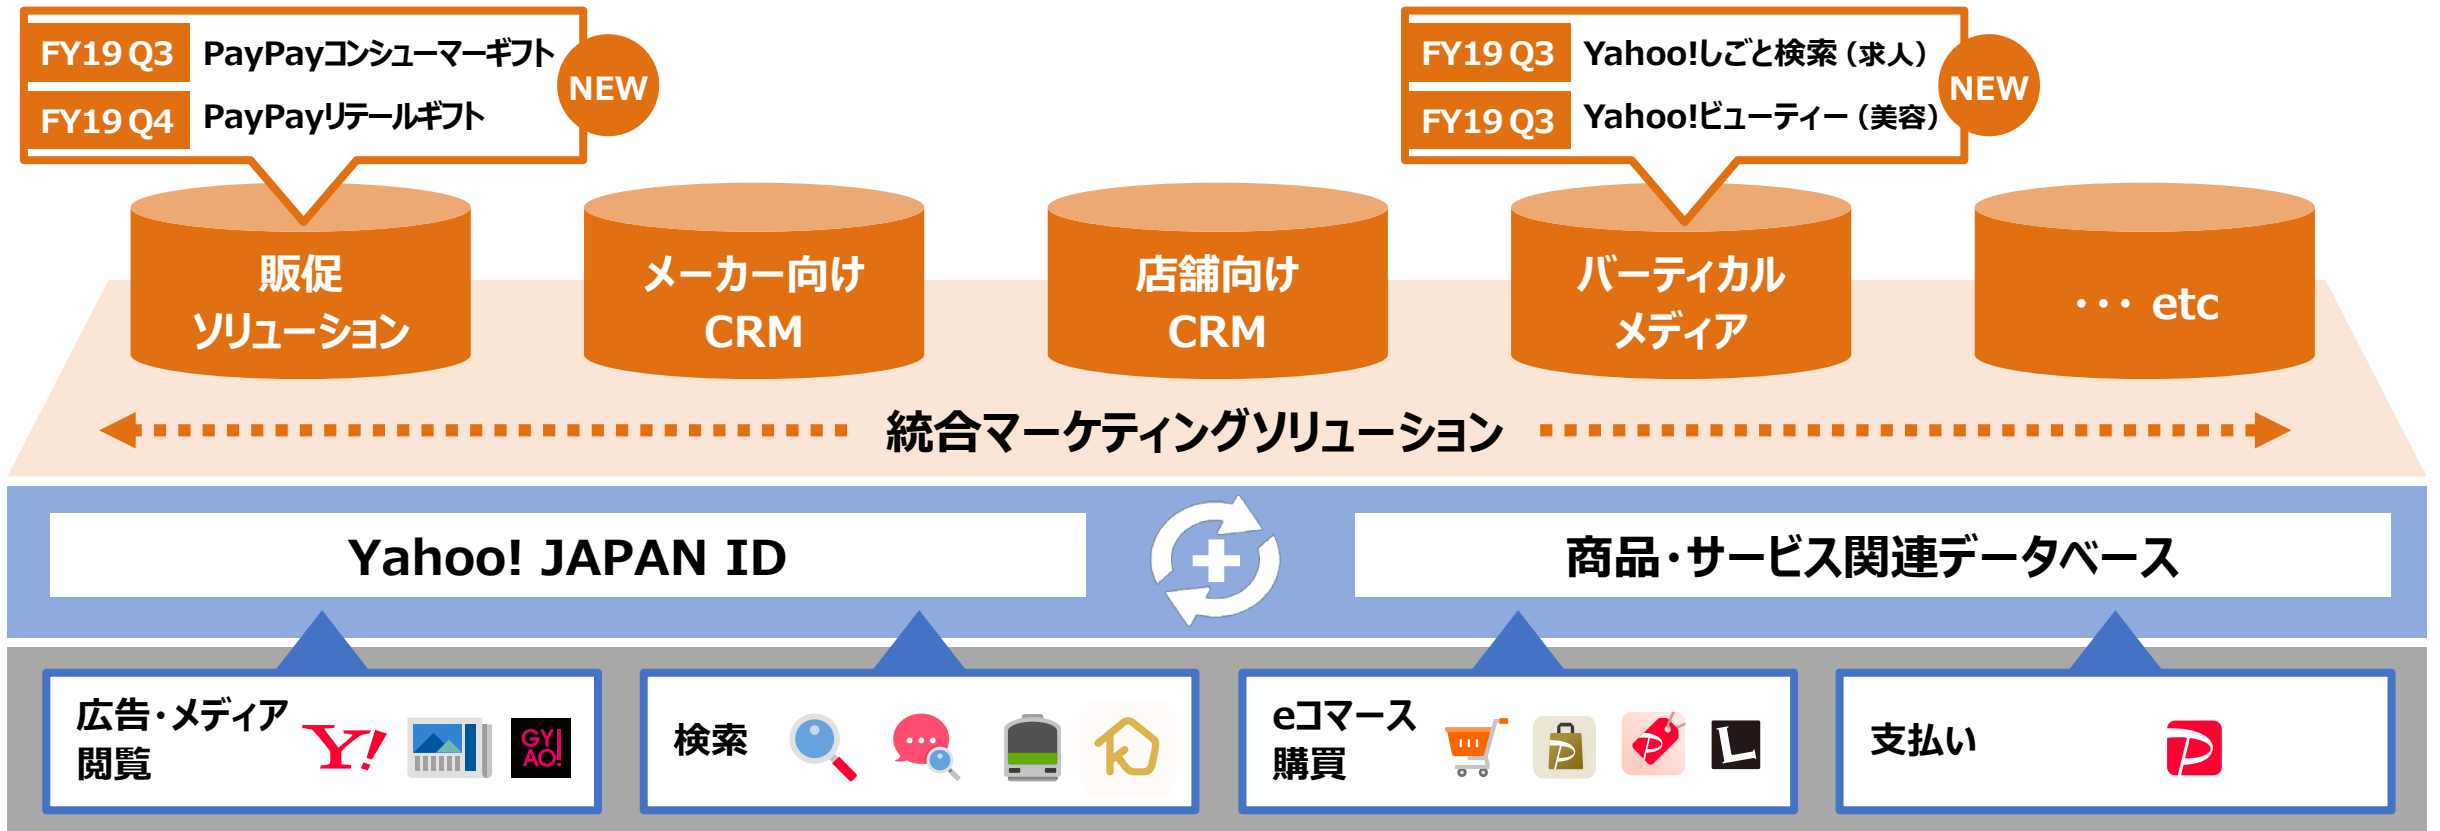 FY19 Q3 PayPayコンシューマーギフト
FY19 Q4 PayPayリテールギフト
NEW
FY19 Q3 Yahoo!しごと検索（求人）
FY19 Q3 Yahoo!ビューティー（美容）
NEW
販促
ソリューション
メーカー向け
CRM
店舗向け
CRM
バーティカル
メディア
・・・ etc
統合マーケティングソリューション
Yahoo! JAPAN ID
商品・サービス関連データベース
広告・メディア
閲覧
Y!
GY
AO!
検索
eコマース
購買
L
支払い